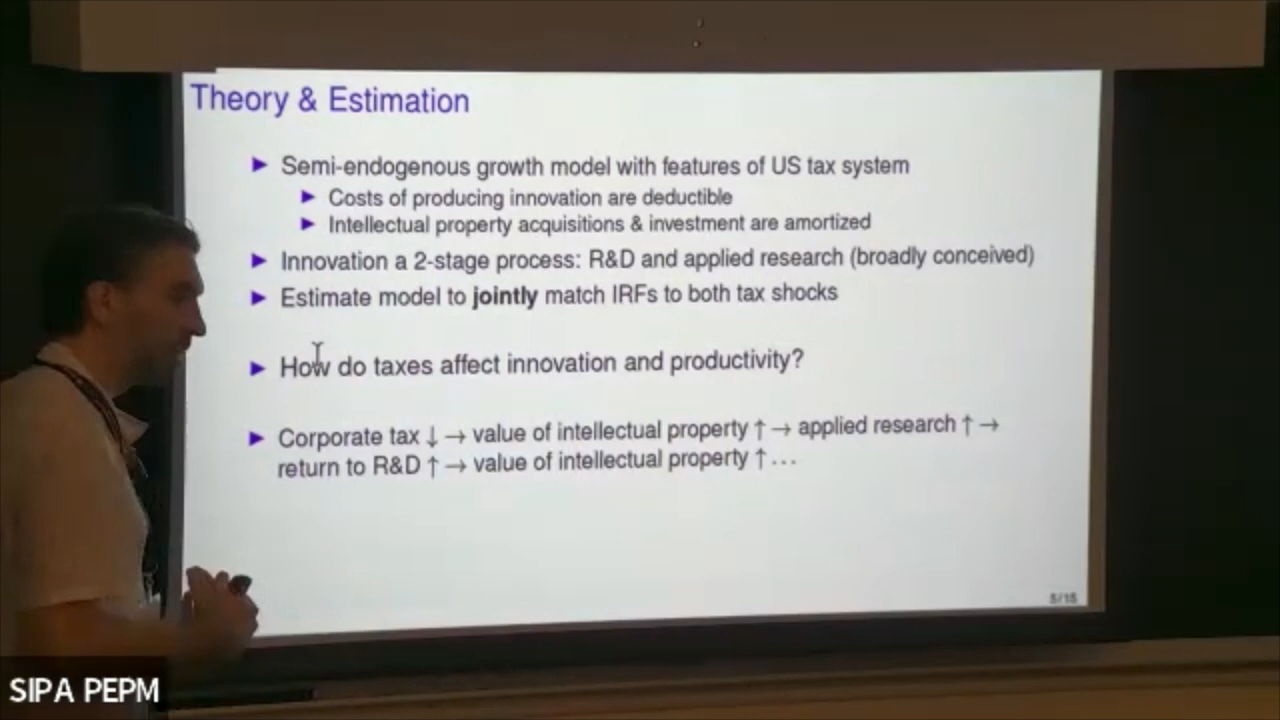 Theory & Estimation
▶ Semi-endogenous growth model with features of US tax system
▶ Costs of producing innovation are deductible
▶ Intellectual property acquisitions & investment are amortized
▶ Innovation a 2-stage process: R&D and applied research (broadly conceived)
▶ Estimate model to jointly match IRFs to both tax shocks
▶ How do taxes affect innovation and productivity?
▶ Corporate tax ↓ → value of intellectual property ↑ → applied research ↑ →
return to R&D ↑ → value of intellectual property ↑ ...
5/15
SIPA PEPM